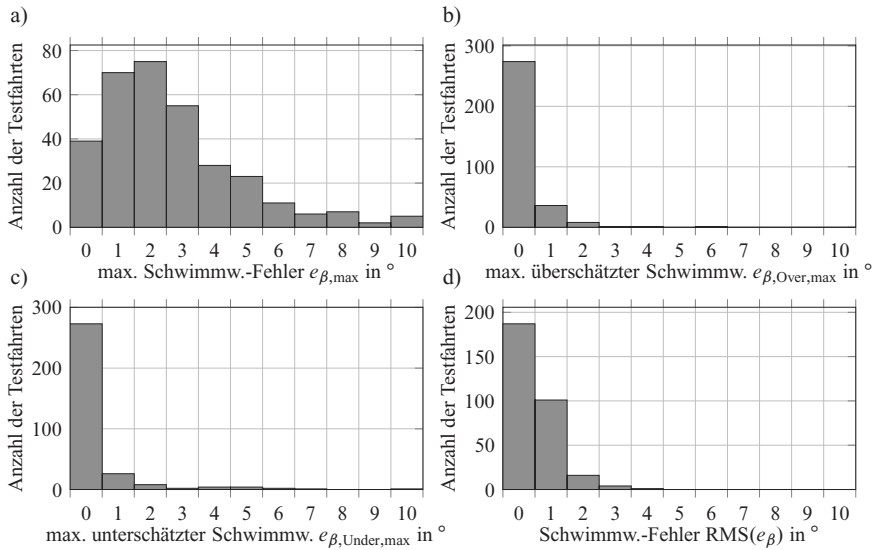 a)
Anzahl der Testfahrten
80
60
40
20
0
0 1 2 3 4 5 6 7 8 9 10
max. Schwimmw.-Fehler eβ,max in °
b)
Anzahl der Testfahrten
300
200
100
0
0 1 2 3 4 5 6 7 8 9 10
max. überschätzter Schwimmw. eβ,Over,max in °
c)
Anzahl der Testfahrten
300
200
100
0
0 1 2 3 4 5 6 7 8 9 10
max. unterschätzter Schwimmw. eβ,Under,max in °
d)
Anzahl der Testfahrten
200
150
100
50
0
0 1 2 3 4 5 6 7 8 9 10
Schwimmw.-Fehler RMS(eβ) in °